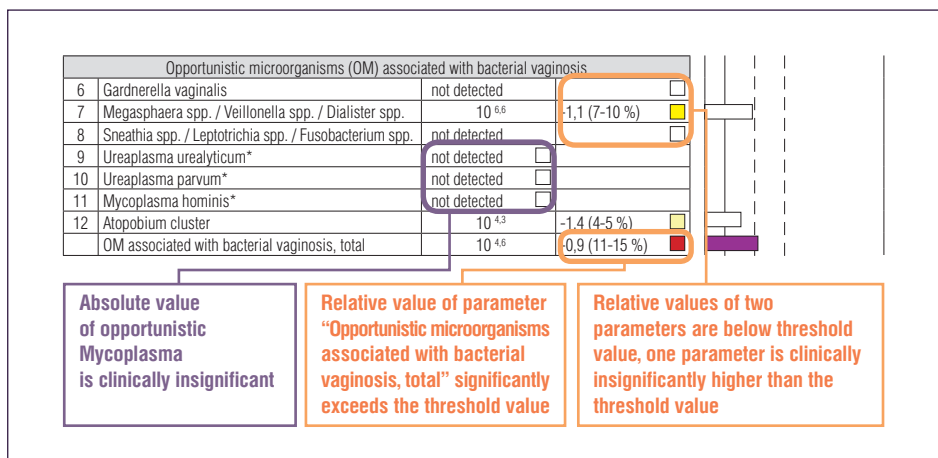 Opportunistic microorganisms (OM) associated with bacterial vaginosis
6 Gardnerella vaginalis not detected
7 Megasphaera spp. / Veillonella spp. / Dialister spp. 10 6,6 -1,1 (7-10 %)
8 Sneathia spp. / Leptotrichia spp. / Fusobacterium spp. not detected
9 Ureaplasma urealyticum* not detected
10 Ureaplasma parvum* not detected
11 Mycoplasma hominis* not detected
12 Atopobium cluster 10 4,3 -1.4 (4-5 %)
OM associated with bacterial vaginosis, total 10 4,6 -0,9 (11-15 %)
Absolute value
of opportunistic
Mycoplasma
is clinically insignificant
Relative value of parameter
“Opportunistic microorganisms
associated with bacterial
vaginosis, total” significantly
exceeds the threshold value
Relative values of two
parameters are below threshold
value, one parameter is clinically
insignificantly higher than the
threshold value